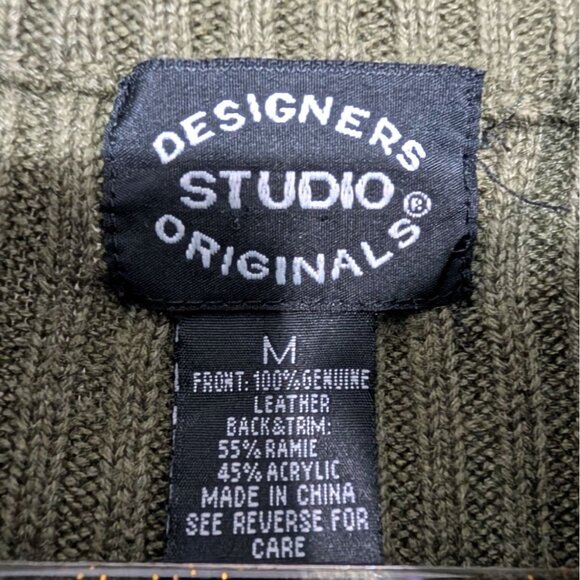 DESIGNERS
STUDIO
ORIGINALS®
M
FRONT: 100% GENUINE
LEATHER
BACK&TRIM:
55% RAMIE
45% ACRYLIC
MADE IN CHINA
SEE REVERSE FOR
CARE